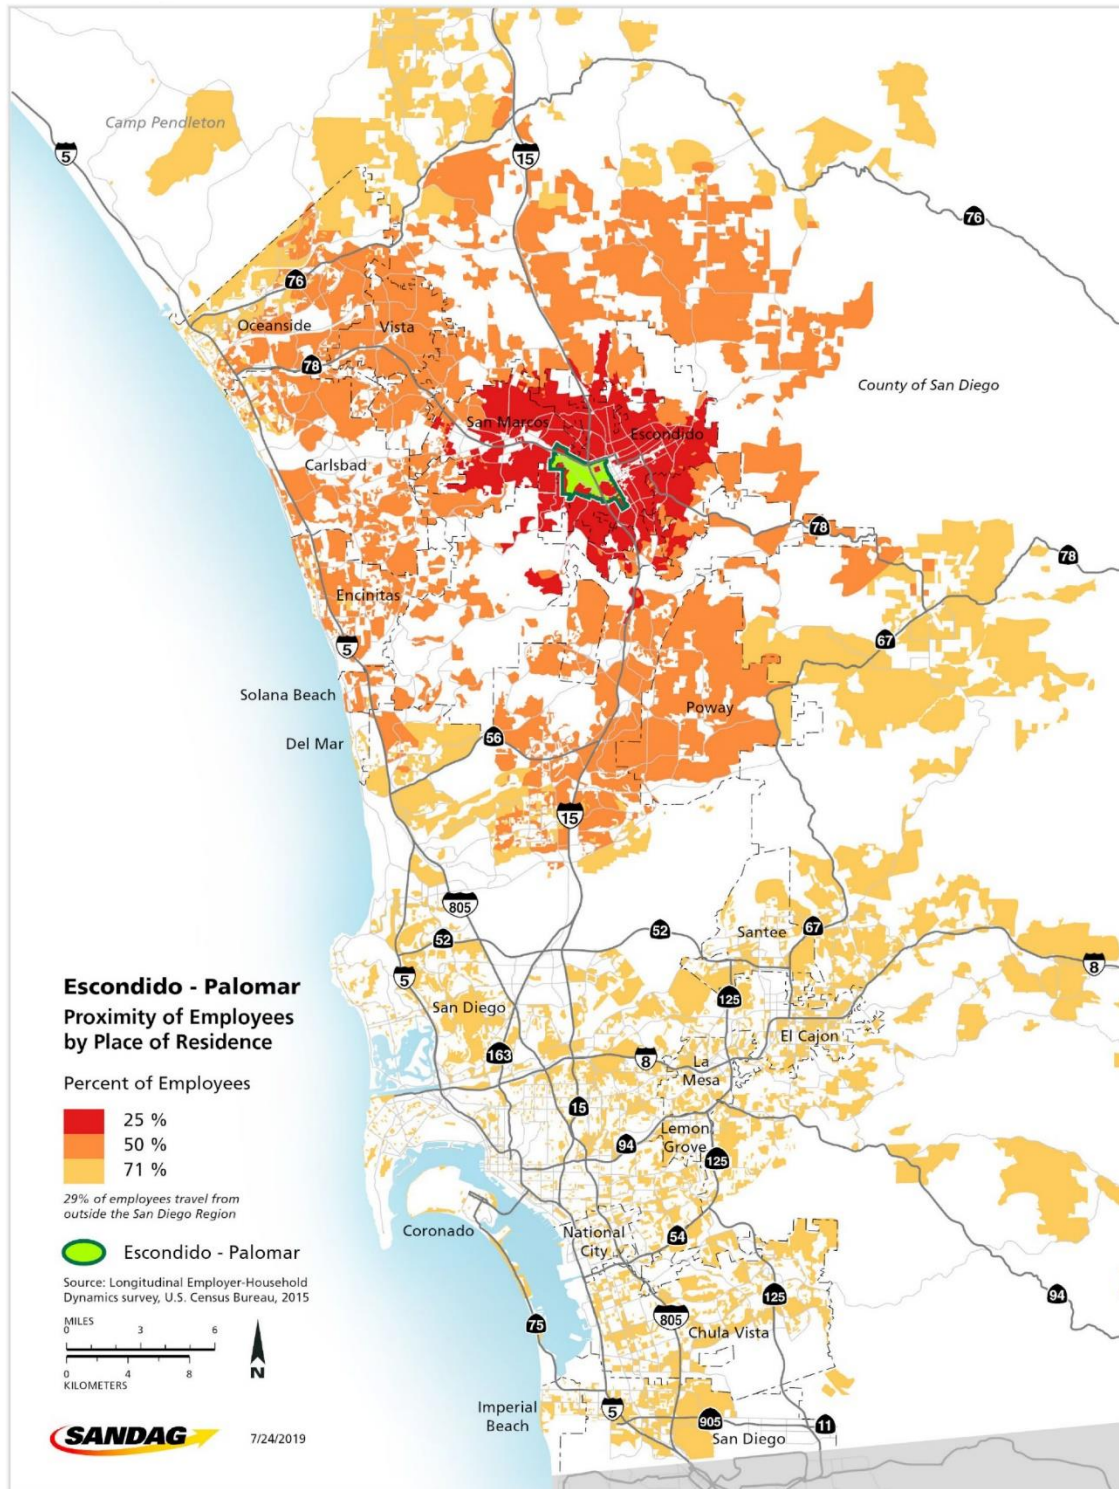 Camp Pendleton
5
15
76
76
Oceanside
Vista
78
County of San Diego
San Marcos
Escondido
Carlsbad
78
78
Encinitas
5
67
Solana Beach
Poway
Del Mar
56
15
805
52
52
Santee
67
5
8
125
San Diego
El Cajon
163
8
La
Mesa
15
94
Lemon
Grove
125
Coronado
National
City
54
125
94
75
805
Chula Vista
Imperial
Beach
5
905
11
San Diego
Escondido - Palomar
Proximity of Employees
by Place of Residence
Percent of Employees
25 %
50 %
71 %
29% of employees travel from
outside the San Diego Region
Escondido - Palomar
Source: Longitudinal Employer-Household
Dynamics survey, U.S. Census Bureau, 2015
MILES
0 3 6
0 4 8
KILOMETERS
N
SANDAG
7/24/2019